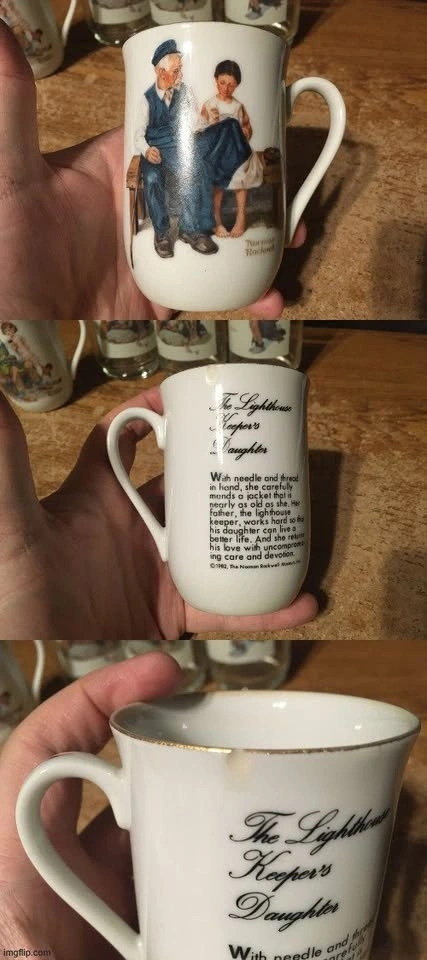 Norman
Rockwell
The Lighthouse
Keeper's
Daughter
With needle and thread
in hand, she carefully
mends a jacket that is
nearly as old as she. Her
father, the lighthouse
keeper, works hard so that
his daughter can live a
better life. And she returns
his love with uncompromis-
ing care and devotion.
©1982, The Norman Rockwell Museum, Inc.
The Lighthouse
Keeper's
Daughter
With needle and thread
carefully
imgflip.com